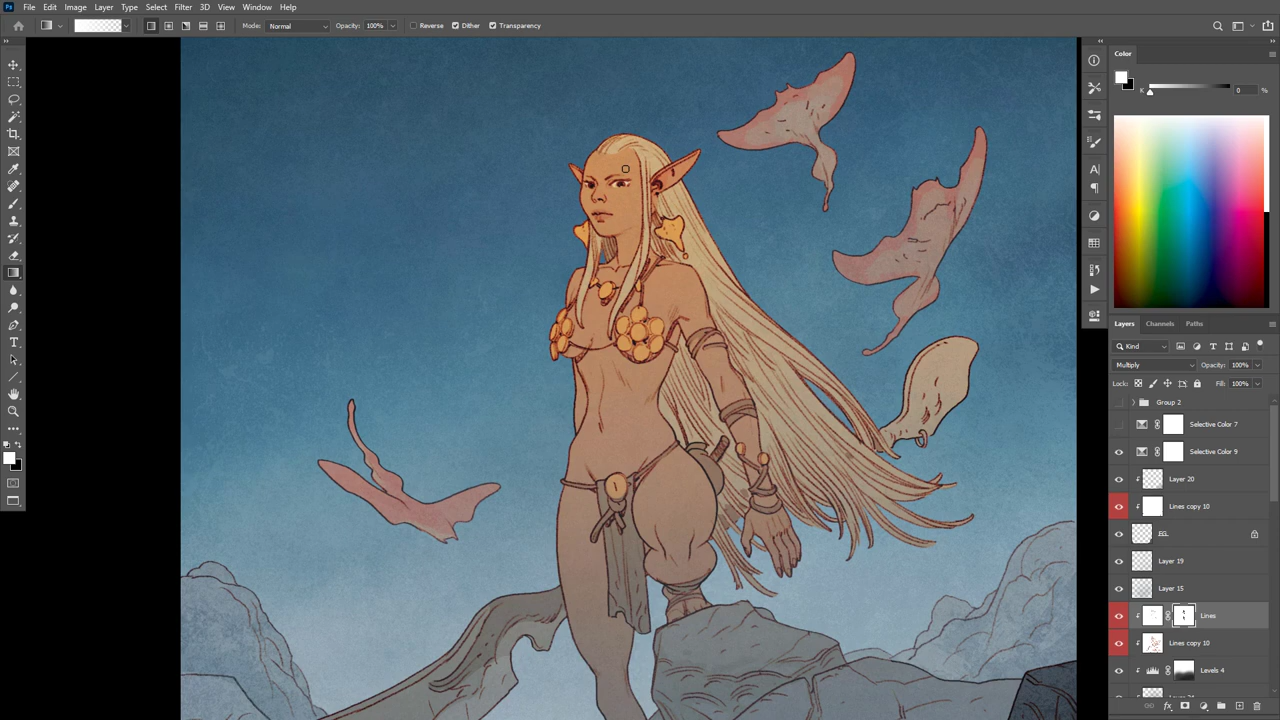 Ps File Edit Image Layer Type Select Filter 3D View Window Help
Mode: Normal Opacity: 100% Reverse Dither Transparency
Color
K 0 %
Layers Channels Paths
Kind
Multiply Opacity: 100%
Lock: Fill: 100%
Group 2
Selective Color 7
Selective Color 9
Layer 20
Lines copy 10
Layer 19
Layer 15
Lines
Lines copy 10
Levels 4